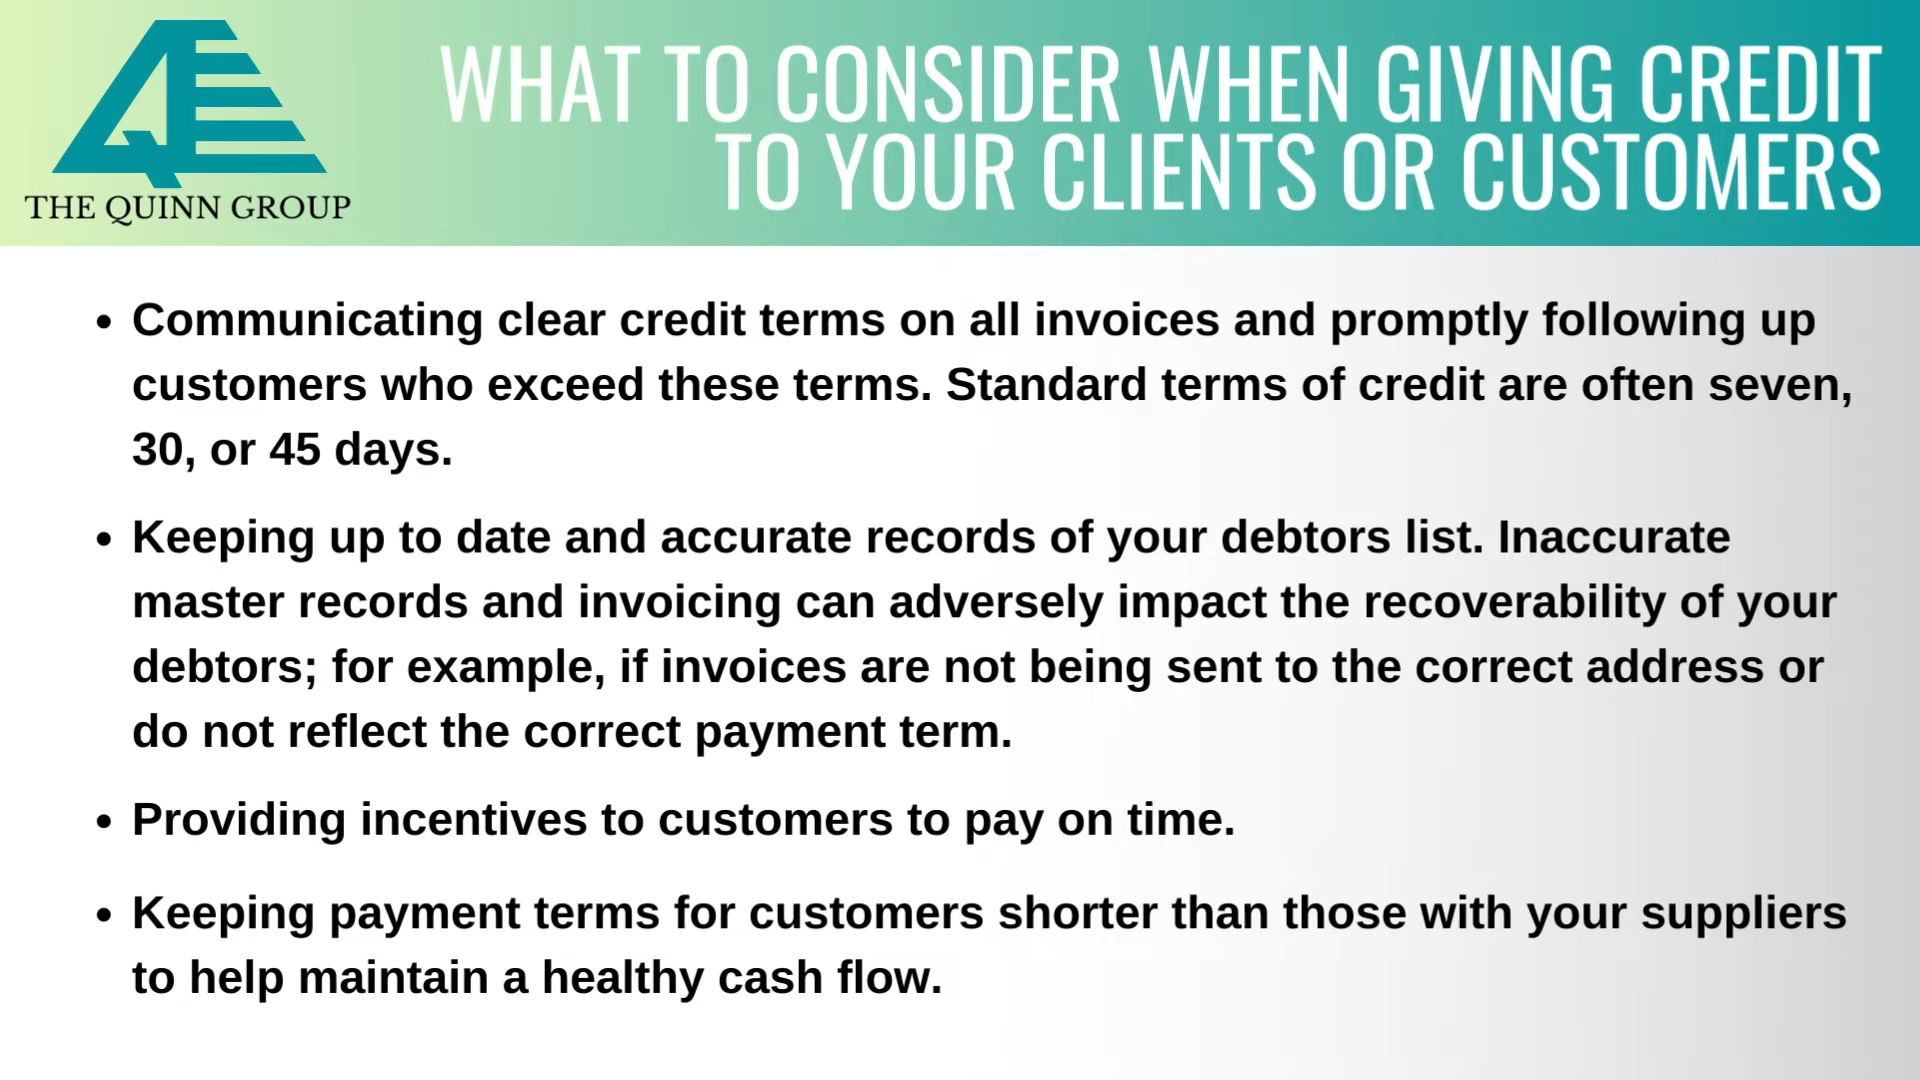 THE QUINN GROUP
WHAT TO CONSIDER WHEN GIVING CREDIT
TO YOUR CLIENTS OR CUSTOMERS
• Communicating clear credit terms on all invoices and promptly following up
customers who exceed these terms. Standard terms of credit are often seven,
30, or 45 days.
• Keeping up to date and accurate records of your debtors list. Inaccurate
master records and invoicing can adversely impact the recoverability of your
debtors; for example, if invoices are not being sent to the correct address or
do not reflect the correct payment term.
• Providing incentives to customers to pay on time.
• Keeping payment terms for customers shorter than those with your suppliers
to help maintain a healthy cash flow.